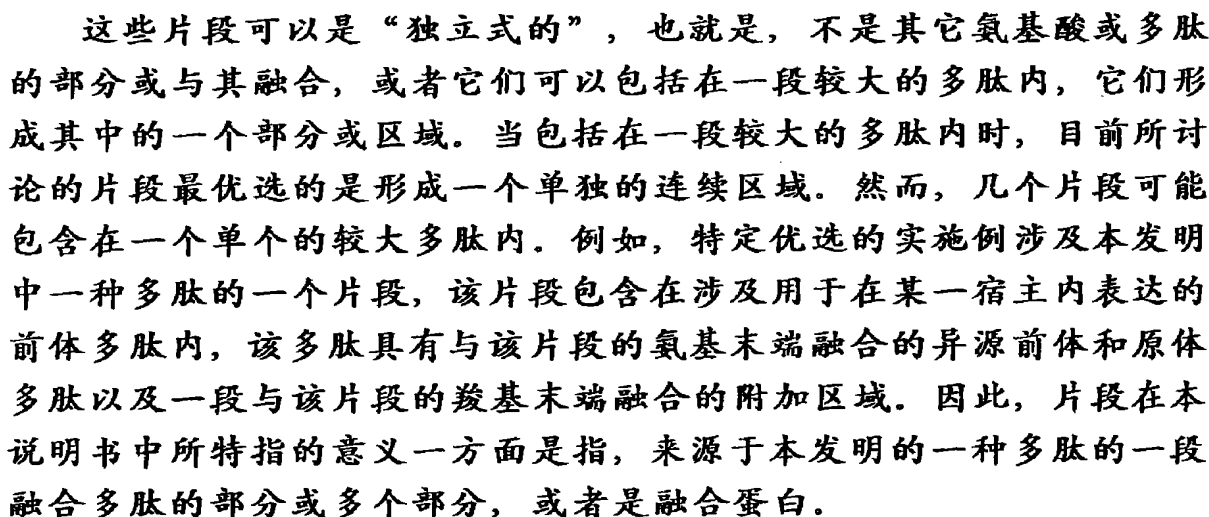 这些片段可以是“独立式的”，也就是，不是其它氨基酸或多肽
的部分或与其融合，或者它们可以包括在一段较大的多肽内，它们形
成其中的一个部分或区域。当包括在一段较大的多肽内时，目前所讨
论的片段最优选的是形成一个单独的连续区域。然而，几个片段可能
包含在一个单个的较大多肽内。例如，特定优选的实施例涉及本发明
中一种多肽的一个片段，该片段包含在涉及用于在某一宿主内表达的
前体多肽内，该多肽具有与该片段的氨基末端融合的异源前体和原体
多肽以及一段与该片段的羧基末端融合的附加区域。因此，片段在本
说明书中所特指的意义一方面是指，来源于本发明的一种多肽的一段
融合多肽的部分或多个部分，或者是融合蛋白。